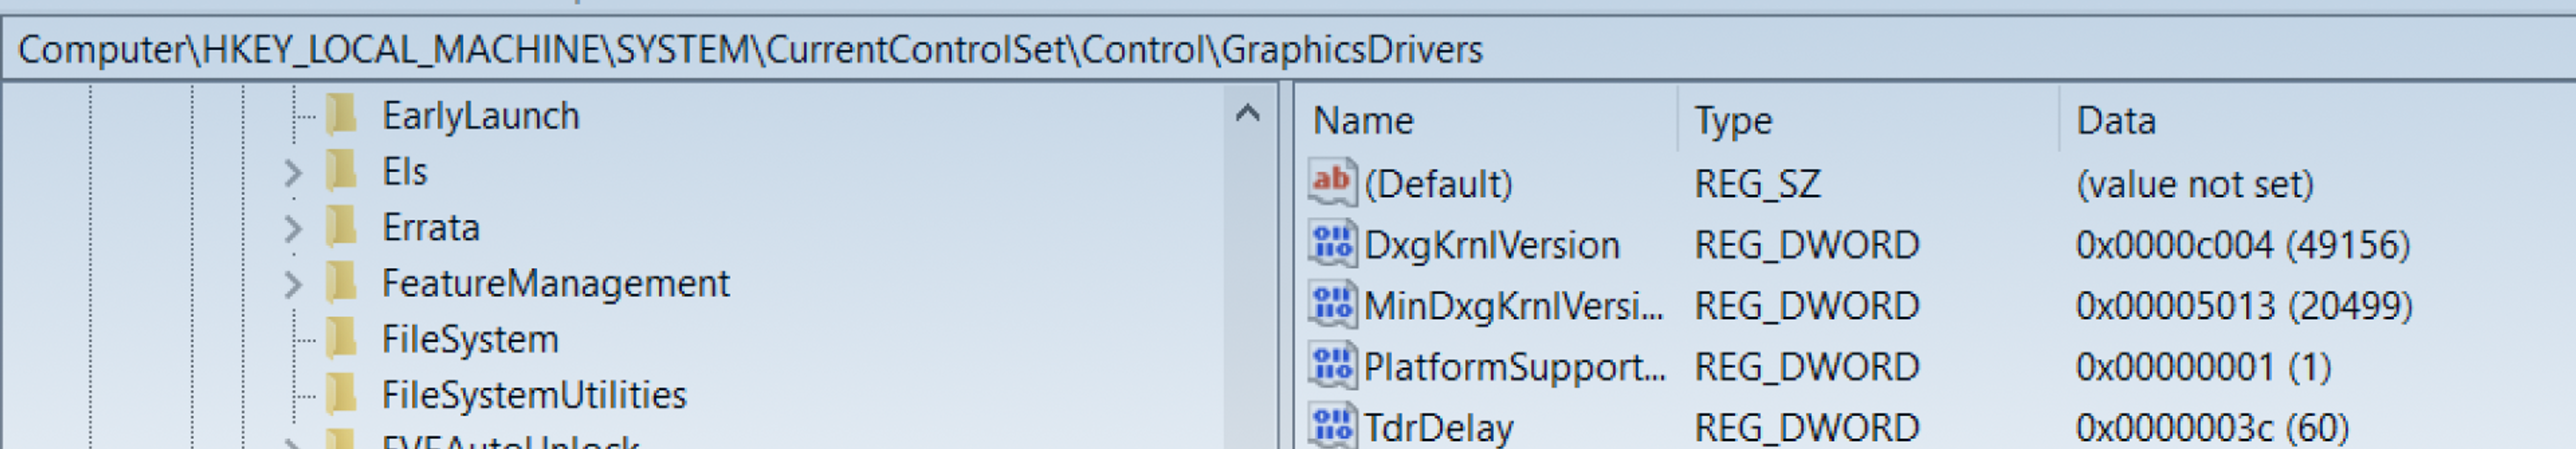 Computer\HKEY_LOCAL_MACHINE\SYSTEM\CurrentControlSet\Control\GraphicsDrivers
EarlyLaunch
Els
Errata
FeatureManagement
FileSystem
FileSystemUtilities
FVEAutoUnlock
Name Type Data
(Default) REG_SZ (value not set)
DxgKrnlVersion REG_DWORD 0x0000c004 (49156)
MinDxgKrnlVersi... REG_DWORD 0x00005013 (20499)
PlatformSupport... REG_DWORD 0x00000001 (1)
TdrDelay REG_DWORD 0x0000003c (60)